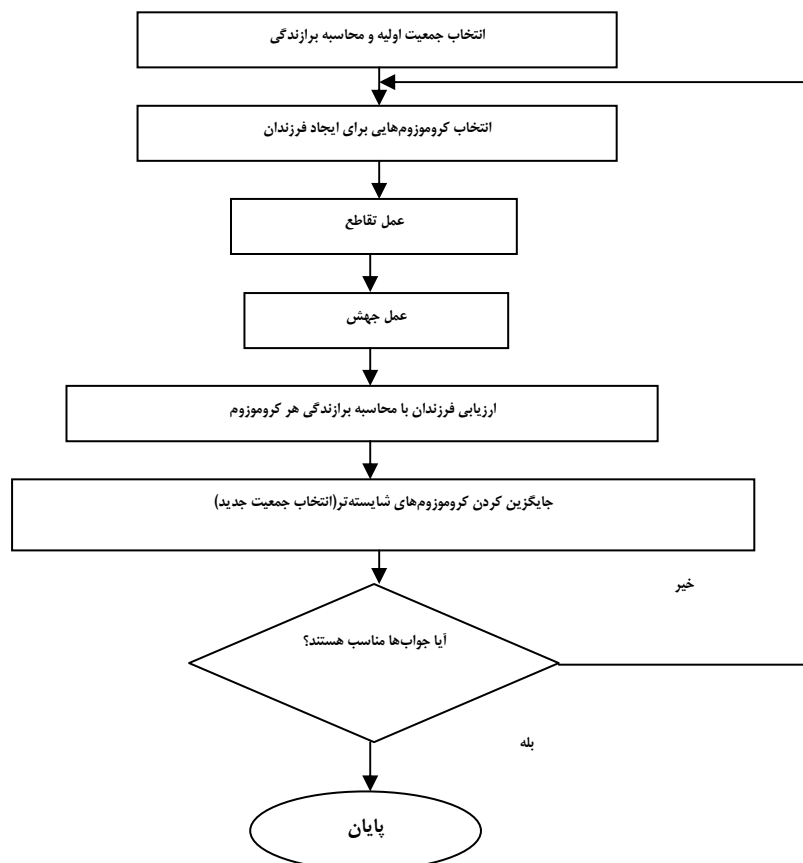 انتخاب جمعیت اولیه و محاسبه برازندگی
انتخاب کروموزوم‌هایی برای ایجاد فرزندان
عمل تقاطع
عمل جهش
ارزیابی فرزندان با محاسبه برازندگی هر کروموزوم
جایگزین کردن کروموزوم‌های شایسته‌تر(انتخاب جمعیت جدید)
خیر
آیا جواب‌ها مناسب هستند؟
بله
پایان